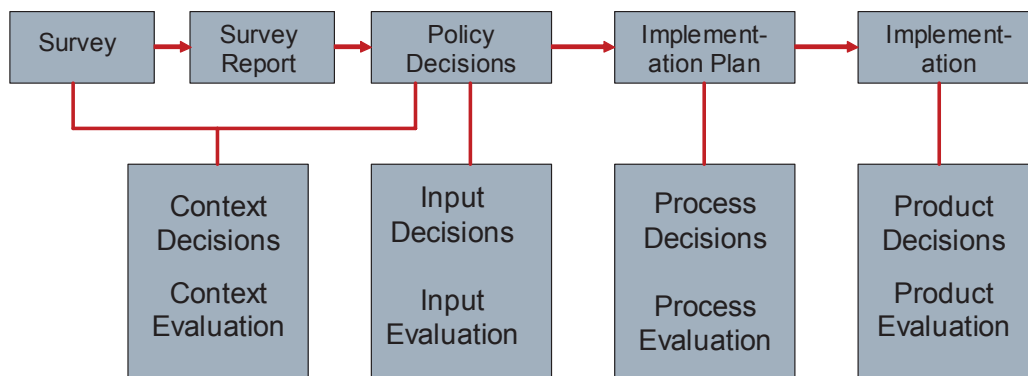 Survey
Survey
Report
Policy
Decisions
Implement-
ation Plan
Implement-
ation
Context
Decisions
Context
Evaluation
Input
Decisions
Input
Evaluation
Process
Decisions
Process
Evaluation
Product
Decisions
Product
Evaluation